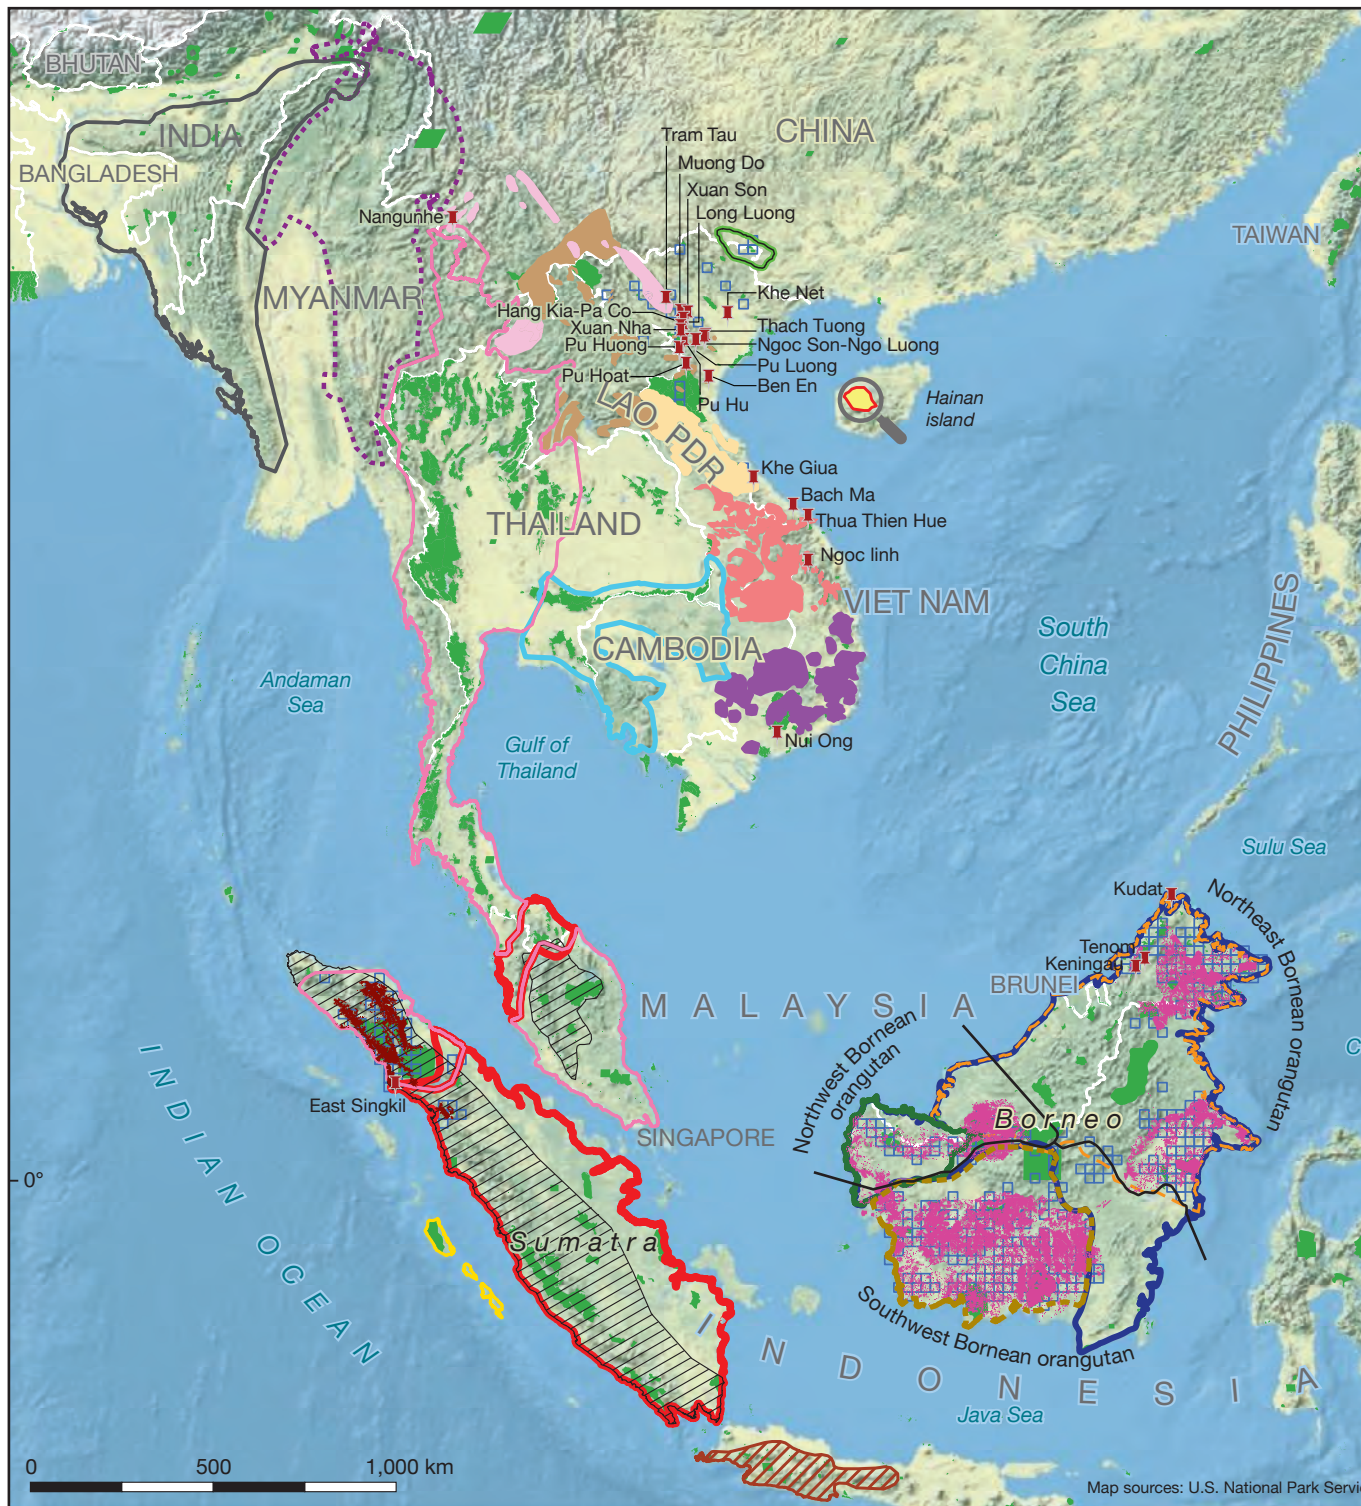 BHUTAN
INDIA
BANGLADESH
CHINA
Tram Tau
Muong Do
Xuan Son
Long Luong
Nangunhe
TAIWAN
MYANMAR
Khe Net
Hang Kia-Pa Co
Xuan Nha
Thach Tuong
Pu Huong
Ngoc Son-Ngo Luong
Pu Luong
Pu Hoat
Ben En
Pu Hu
Hainan
island
LAO PDR
Khe Giua
Bach Ma
Thua Thien Hue
THAILAND
Ngoc linh
VIET NAM
CAMBODIA
South
China
Sea
PHILIPPINES
Andaman
Sea
Gulf of
Thailand
Nui Ong
Sulu Sea
Kudat
Northeast Bornean
orangutan
Tenom
Keningay
BRUNEI
MALAYSIA
Northwest Bornean
orangutan
C
INDIAN OCEAN
East Singkil
Borneo
SINGAPORE
0°
Sumatra
Southwest Bornean orangutan
INDONESIA
Java Sea
0 500 1,000 km
Map sources: U.S. National Park Servi